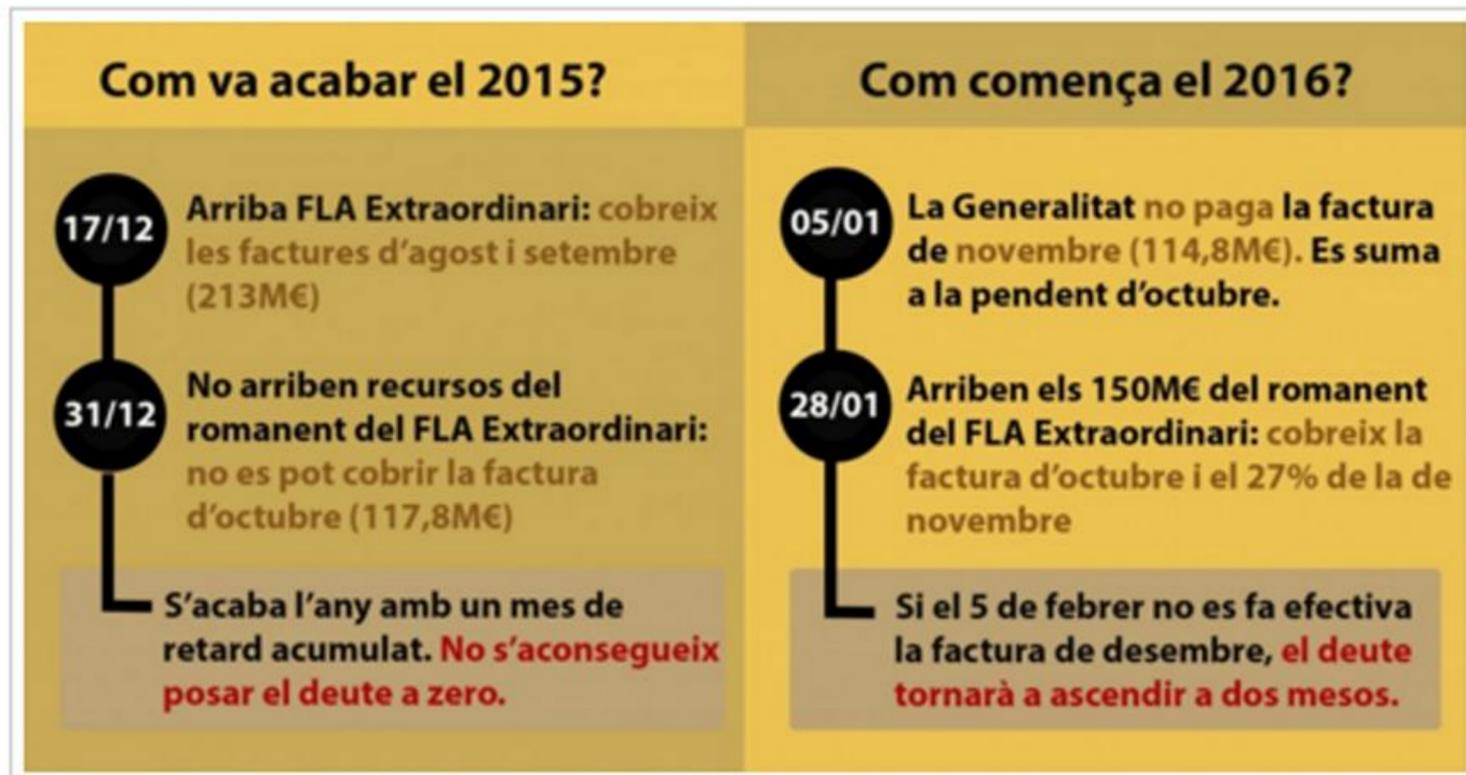 Com va acabar el 2015?
17/12
Arriba FLA Extraordinari: cobreix
les factures d'agost i setembre
(213M€)
31/12
No arriben recursos del
romanent del FLA Extraordinari:
no es pot cobrir la factura
d'octubre (117,8M€)
S'acaba l'any amb un mes de
retard acumulat. No s'aconsegueix
posar el deute a zero.
Com comença el 2016?
05/01
La Generalitat no paga la factura
de novembre (114,8M€). Es suma
a la pendent d'octubre.
28/01
Arriben els 150M€ del romanent
del FLA Extraordinari: cobreix la
factura d'octubre i el 27% de la de
novembre
Si el 5 de febrer no es fa efectiva
la factura de desembre, el deute
tornarà a ascendir a dos mesos.